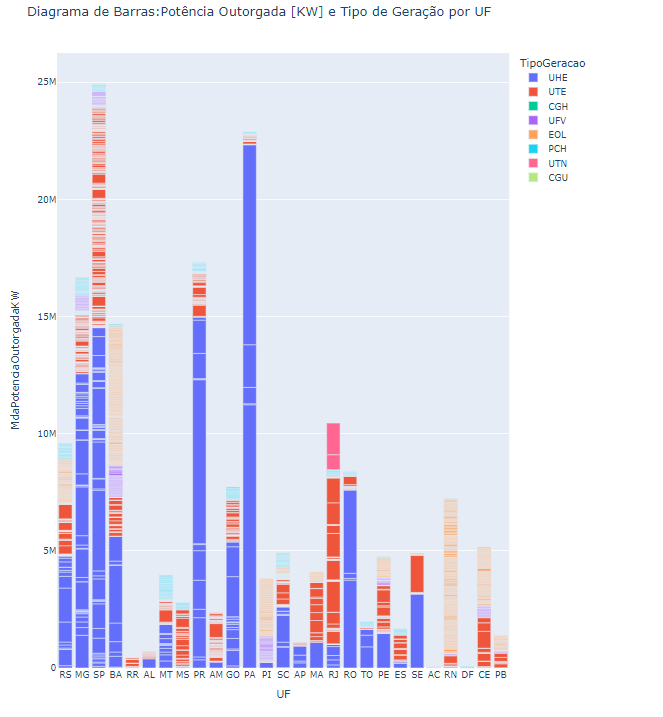 Diagrama de Barras:Potência Outorgada [KW] e Tipo de Geração por UF
TipoGeracao
UHE
UTE
CGH
UFV
EOL
PCH
UTN
CGU
25M
20M
15M
10M
5M
0
MdaPotenciaOutorgadaKW
RS MG SP BA RR AL MT MS PR AM GO PA PI SC AP MA RJ RO TO PE ES SE AC RN DF CE PB
UF